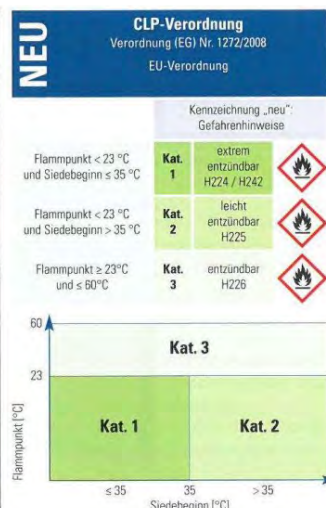 NEU
CLP-Verordnung
Verordnung (EG) Nr. 1272/2008
EU-Verordnung
Kennzeichnung „neu“:
Gefahrenhinweise
Flammpunkt < 23 °C
und Siedebeginn ≤ 35 °C
Kat.
1
extrem
entzündbar
H224 / H242
Flammpunkt < 23 °C
und Siedebeginn > 35 °C
Kat.
2
leicht
entzündbar
H225
Flammpunkt ≥ 23°C
und ≤ 60°C
Kat.
3
entzündbar
H226
60
23
Flammpunkt [°C]
Kat. 3
Kat. 1
Kat. 2
≤ 35
35
> 35
Siedebeginn [°C]